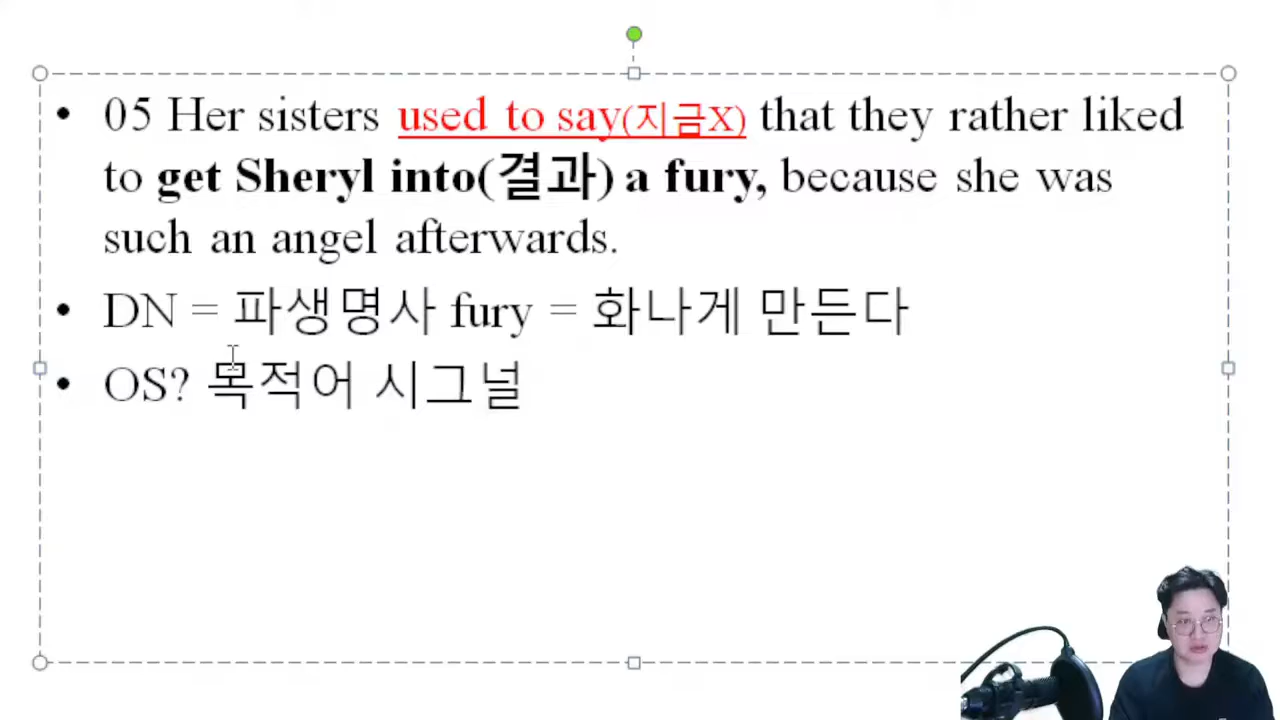 • 05 Her sisters used to say(지금X) that they rather liked
to get Sheryl into(결과) a fury, because she was
such an angel afterwards.
• DN = 파생명사 fury = 화나게 만든다
• OS? 목적어 시그널